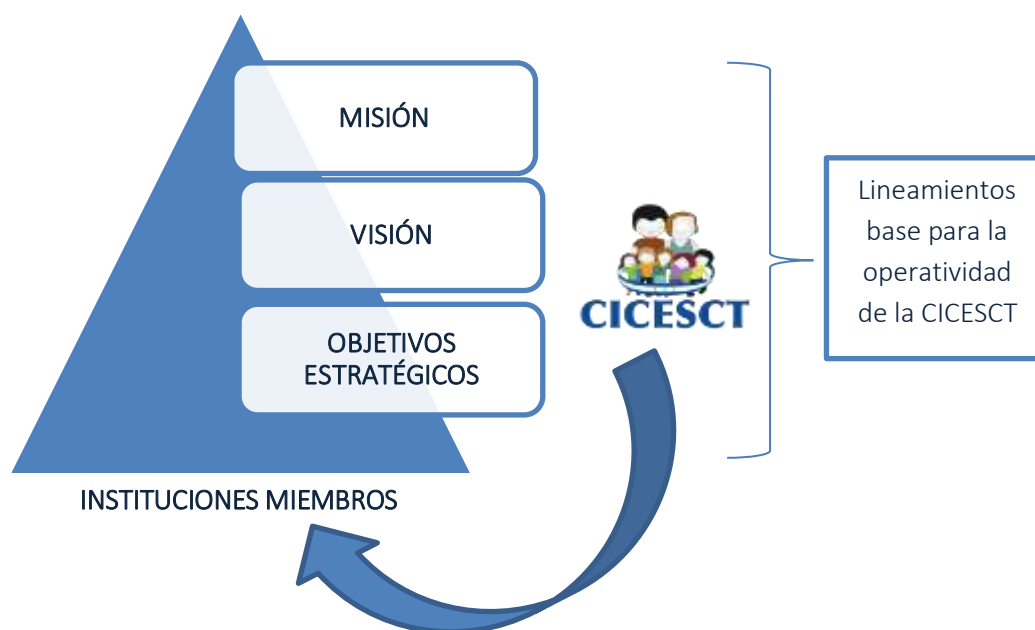 MISIÓN
VISIÓN
OBJETIVOS
ESTRATÉGICOS
CICESCT
Lineamientos
base para la
operatividad
de la CICESCT
INSTITUCIONES MIEMBROS